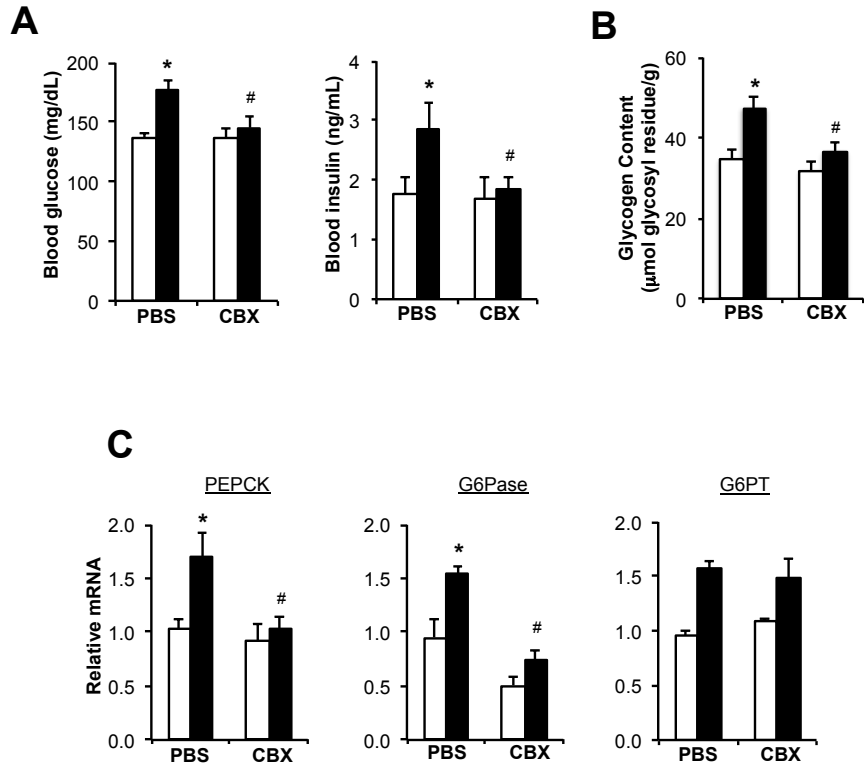 A
Blood glucose (mg/dL)
200
150
100
50
0
*
#
PBS CBX
Blood insulin (ng/mL)
4
3
2
1
0
*
#
PBS CBX
B
Glycogen Content
(μmol glycosyl residue/g)
60
40
20
0
*
#
PBS CBX
C
Relative mRNA
PEPCK
2.0
1.5
1.0
0.5
0.0
*
#
PBS CBX
G6Pase
2.0
1.5
1.0
0.5
0.0
*
#
PBS CBX
G6PT
2.0
1.5
1.0
0.5
0.0
PBS CBX